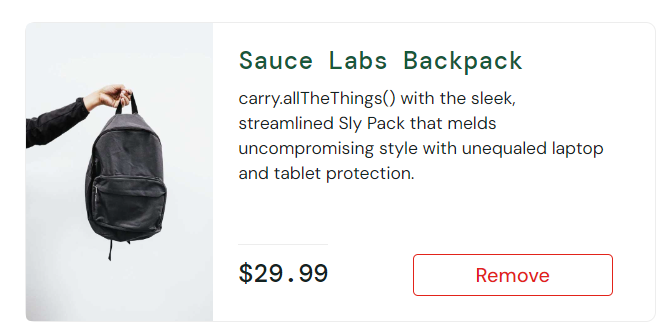 Sauce Labs Backpack
carry.allTheThings() with the sleek,
streamlined Sly Pack that melds
uncompromising style with unequaled laptop
and tablet protection.
$29.99
Remove